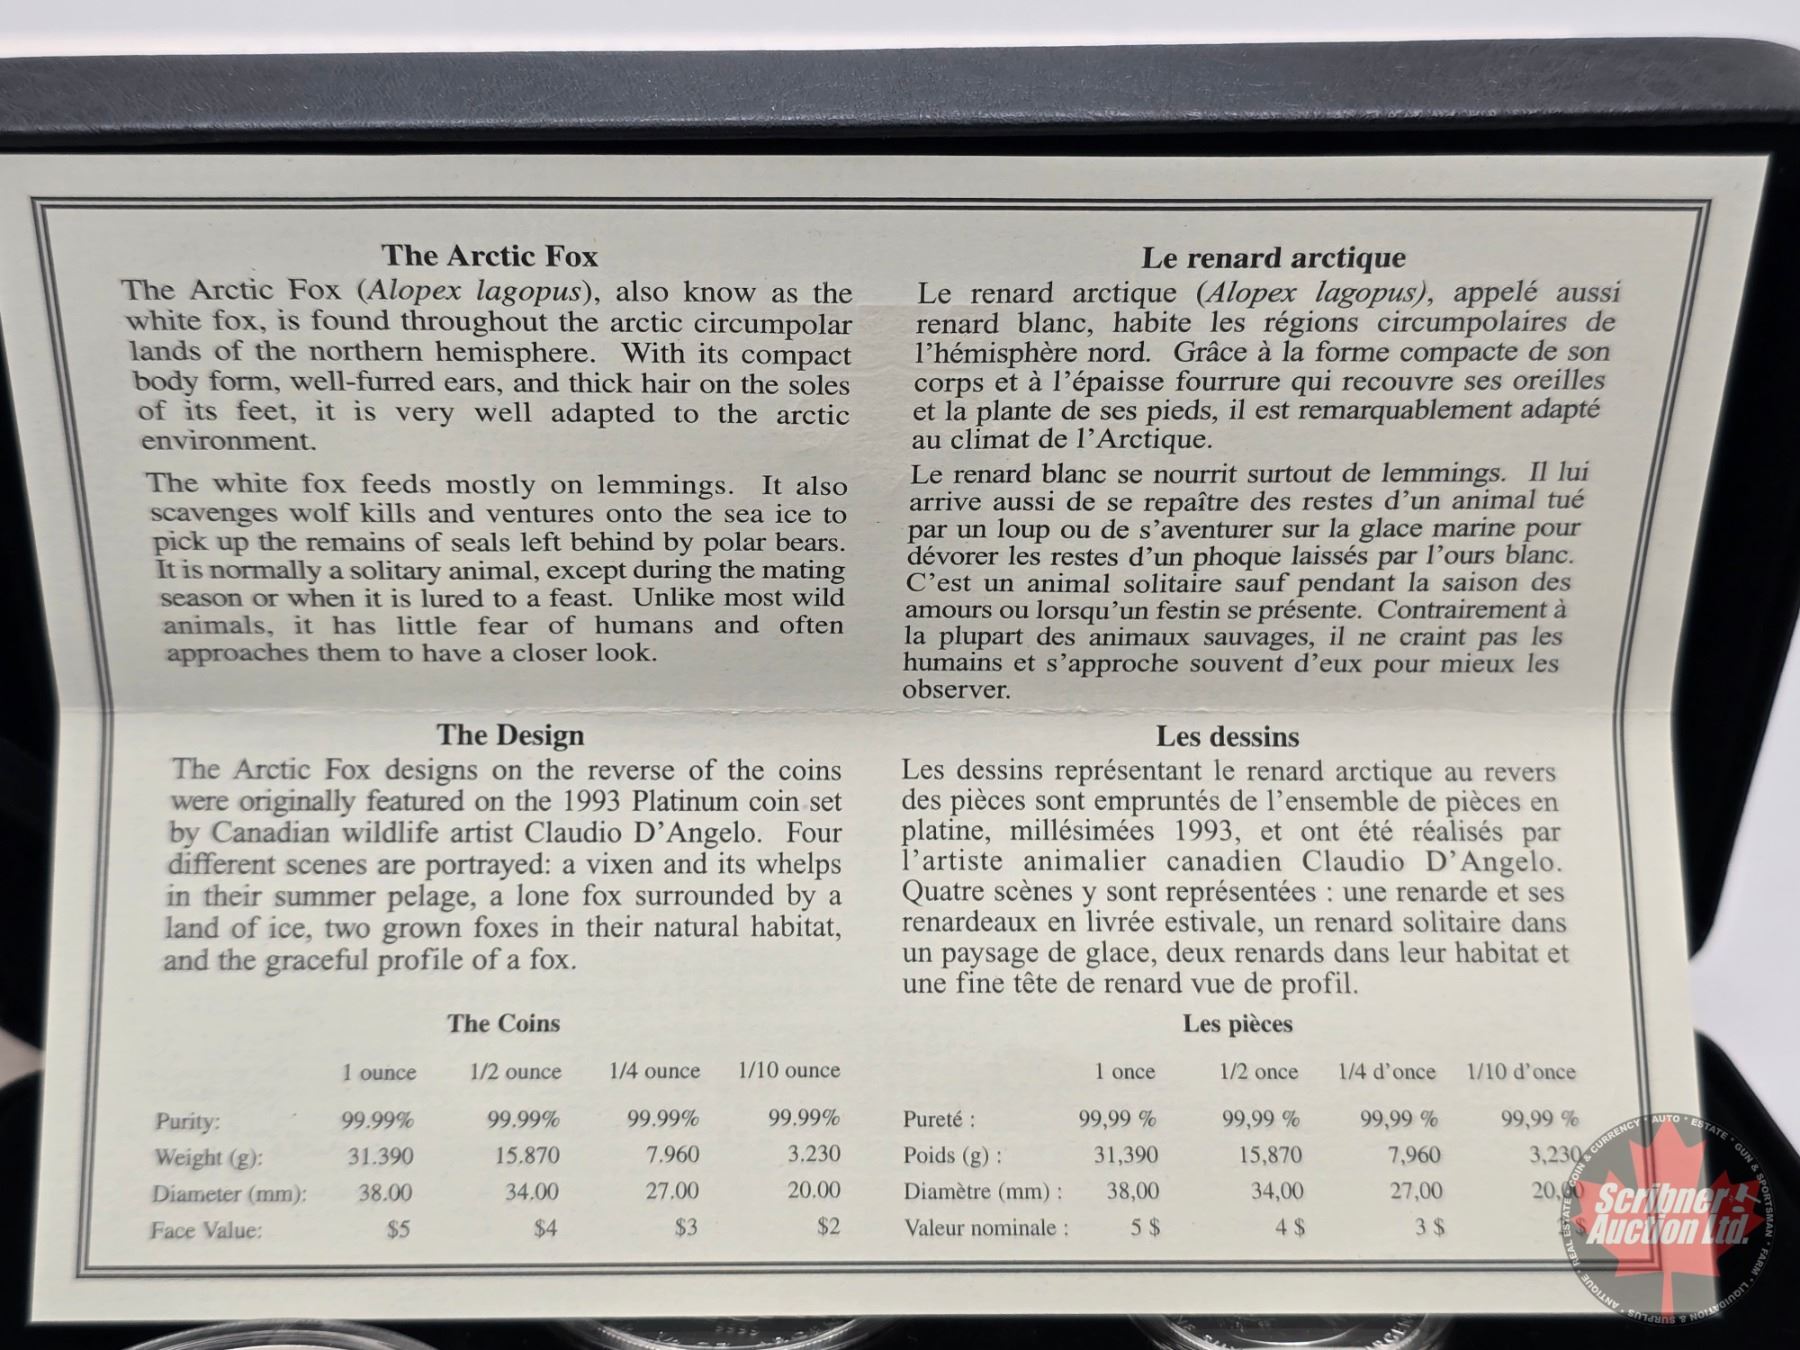 The Arctic Fox
The Arctic Fox (Alopex lagopus), also know as the
white fox, is found throughout the arctic circumpolar
lands of the northern hemisphere. With its compact
body form, well-furred ears, and thick hair on the soles
of its feet, it is very well adapted to the arctic
environment.
The white fox feeds mostly on lemmings. It also
scavenges wolf kills and ventures onto the sea ice to
pick up the remains of seals left behind by polar bears.
It is normally a solitary animal, except during the mating
season or when it is lured to a feast. Unlike most wild
animals, it has little fear of humans and often
approaches them to have a closer look.
The Design
The Arctic Fox designs on the reverse of the coins
were originally featured on the 1993 Platinum coin set
by Canadian wildlife artist Claudio D'Angelo. Four
different scenes are portrayed: a vixen and its whelps
in their summer pelage, a lone fox surrounded by a
land of ice, two grown foxes in their natural habitat,
and the graceful profile of a fox.
The Coins
1 ounce 1/2 ounce 1/4 ounce 1/10 ounce
Purity: 99.99% 99.99% 99.99% 99.99%
Weight (g): 31.390 15.870 7.960 3.230
Diameter (mm): 38.00 34.00 27.00 20.00
Face Value: $5 $4 $3 $2
Le renard arctique
Le renard arctique (Alopex lagopus), appelé aussi
renard blanc, habite les régions circumpolaires de
l'hémisphère nord. Grâce à la forme compacte de son
corps et à l'épaisse fourrure qui recouvre ses oreilles
et la plante de ses pieds, il est remarquablement adapté
au climat de l'Arctique.
Le renard blanc se nourrit surtout de lemmings. Il lui
arrive aussi de se repaître des restes d'un animal tué
par un loup ou de s'aventurer sur la glace marine pour
dévorer les restes d'un phoque laissés par l'ours blanc.
C'est un animal solitaire sauf pendant la saison des
amours ou lorsqu'un festin se présente. Contrairement à
la plupart des animaux sauvages, il ne craint pas les
humains et s'approche souvent d'eux pour mieux les
observer.
Les dessins
Les dessins représentant le renard arctique au revers
des pièces sont empruntés de l'ensemble de pièces en
platine, millésimées 1993, et ont été réalisés par
l'artiste animalier canadien Claudio D'Angelo.
Quatre scènes y sont représentées : une renarde et ses
renardeaux en livrée estivale, un renard solitaire dans
un paysage de glace, deux renards dans leur habitat et
une fine tête de renard vue de profil.
Les pièces
1 once 1/2 once 1/4 d'once 1/10 d'once
Pureté : 99,99 % 99,99 % 99,99 % 99,99 %
Poids (g) : 31,390 15,870 7,960 3,230
Diamètre (mm) : 38,00 34,00 27,00 20,00
Valeur nominale : 5 $ 4 $ 3 $ $
Scribner
Auction Ltd.
REAL ESTATE • COIN & CURRENCY • AUTO • ESTATE • GUN & SPORTSMAN • FARM • LIQUIDATION & SURPLUS • ANTIQUE •